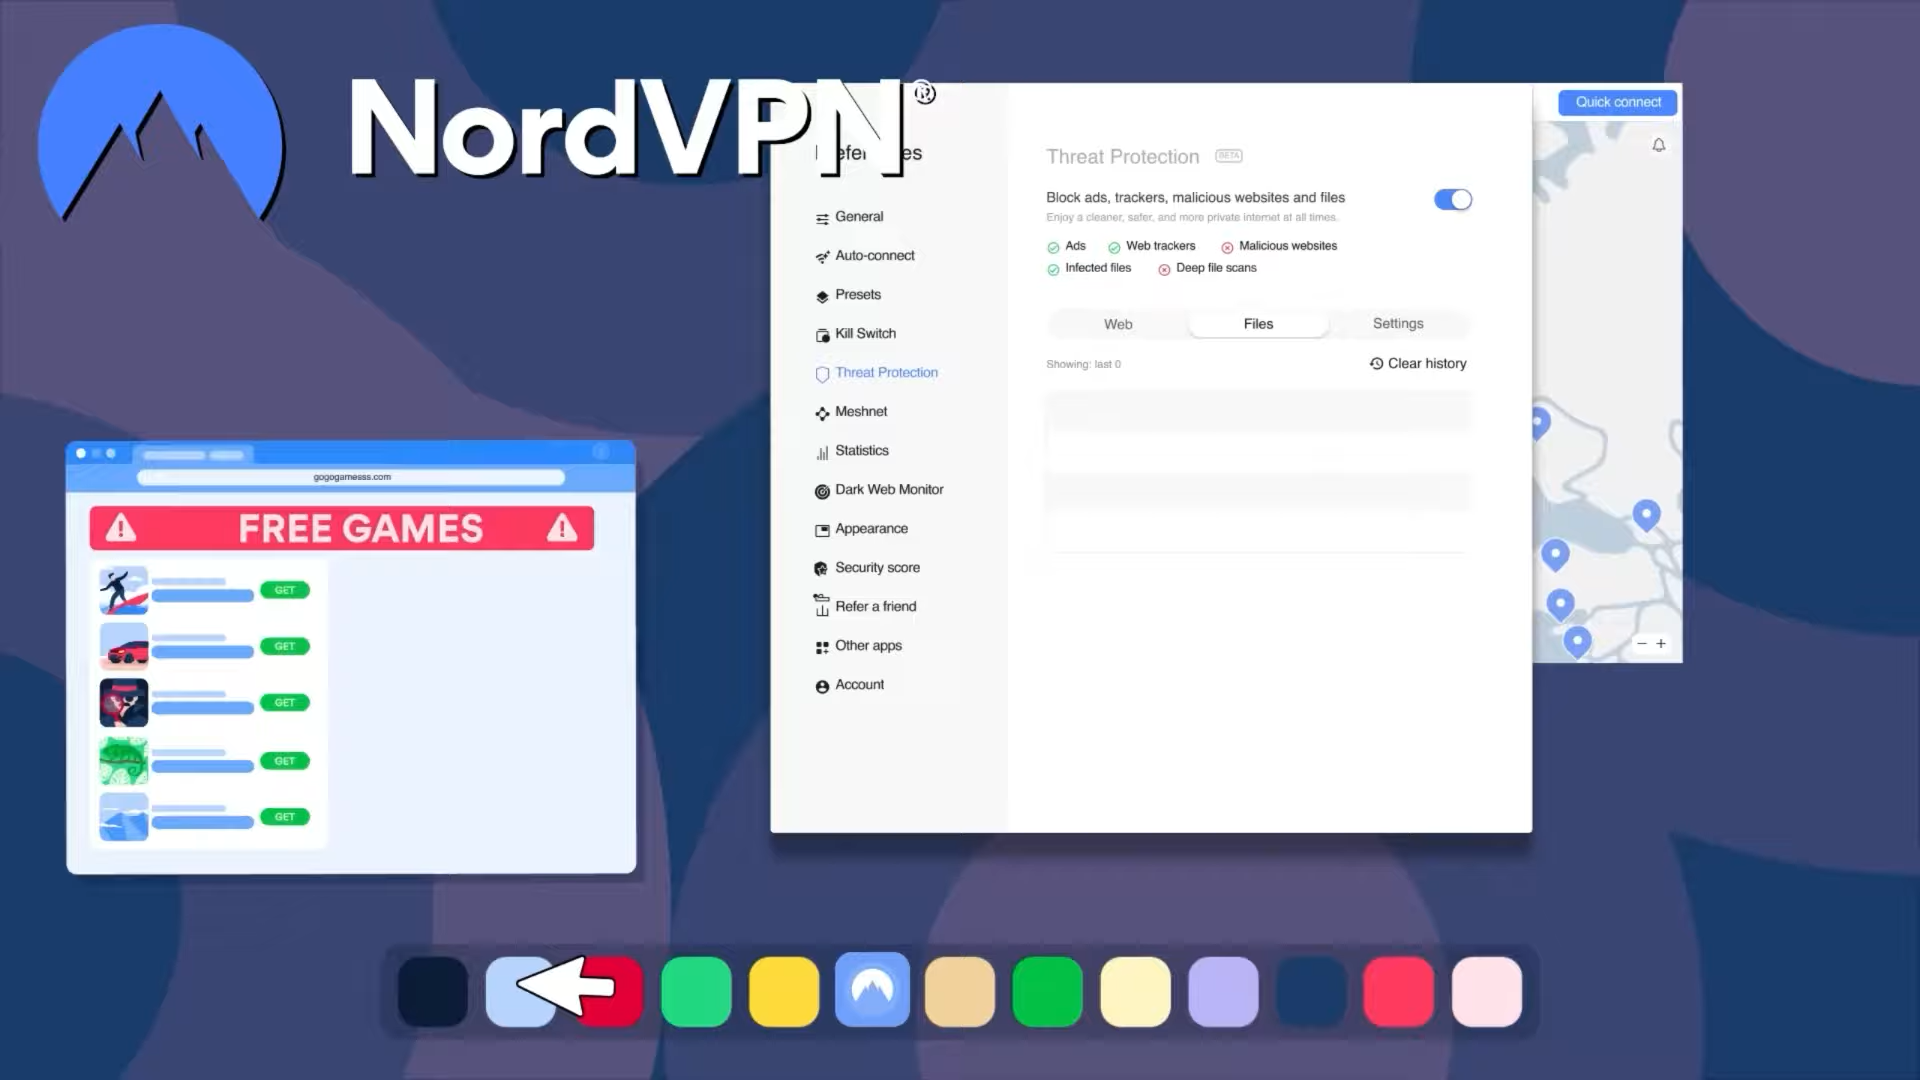 NordVPN®
Quick connect
General
Auto-connect
Presets
Kill Switch
Threat Protection
Meshnet
Statistics
Dark Web Monitor
Appearance
Security score
Refer a friend
Other apps
Account
Threat Protection BETA
Block ads, trackers, malicious websites and files
Enjoy a cleaner, safer, and more private internet at all times.
Ads Web trackers Malicious websites
Infected files Deep file scans
Web Files Settings
Showing: last 0 Clear history
gogogamesss.com
FREE GAMES
GET
GET
GET
GET
GET